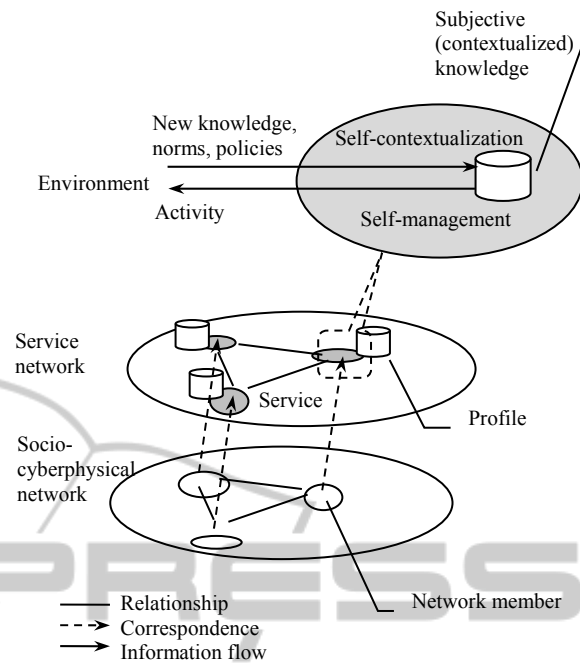 Subjective
(contextualized)
knowledge
New knowledge,
norms, policies
Self-contextualization
Environment
Activity
Self-management
Service
network
Service
Profile
Socio-
cyberphysical
network
Network member
Relationship
Correspondence
Information flow
PRESS